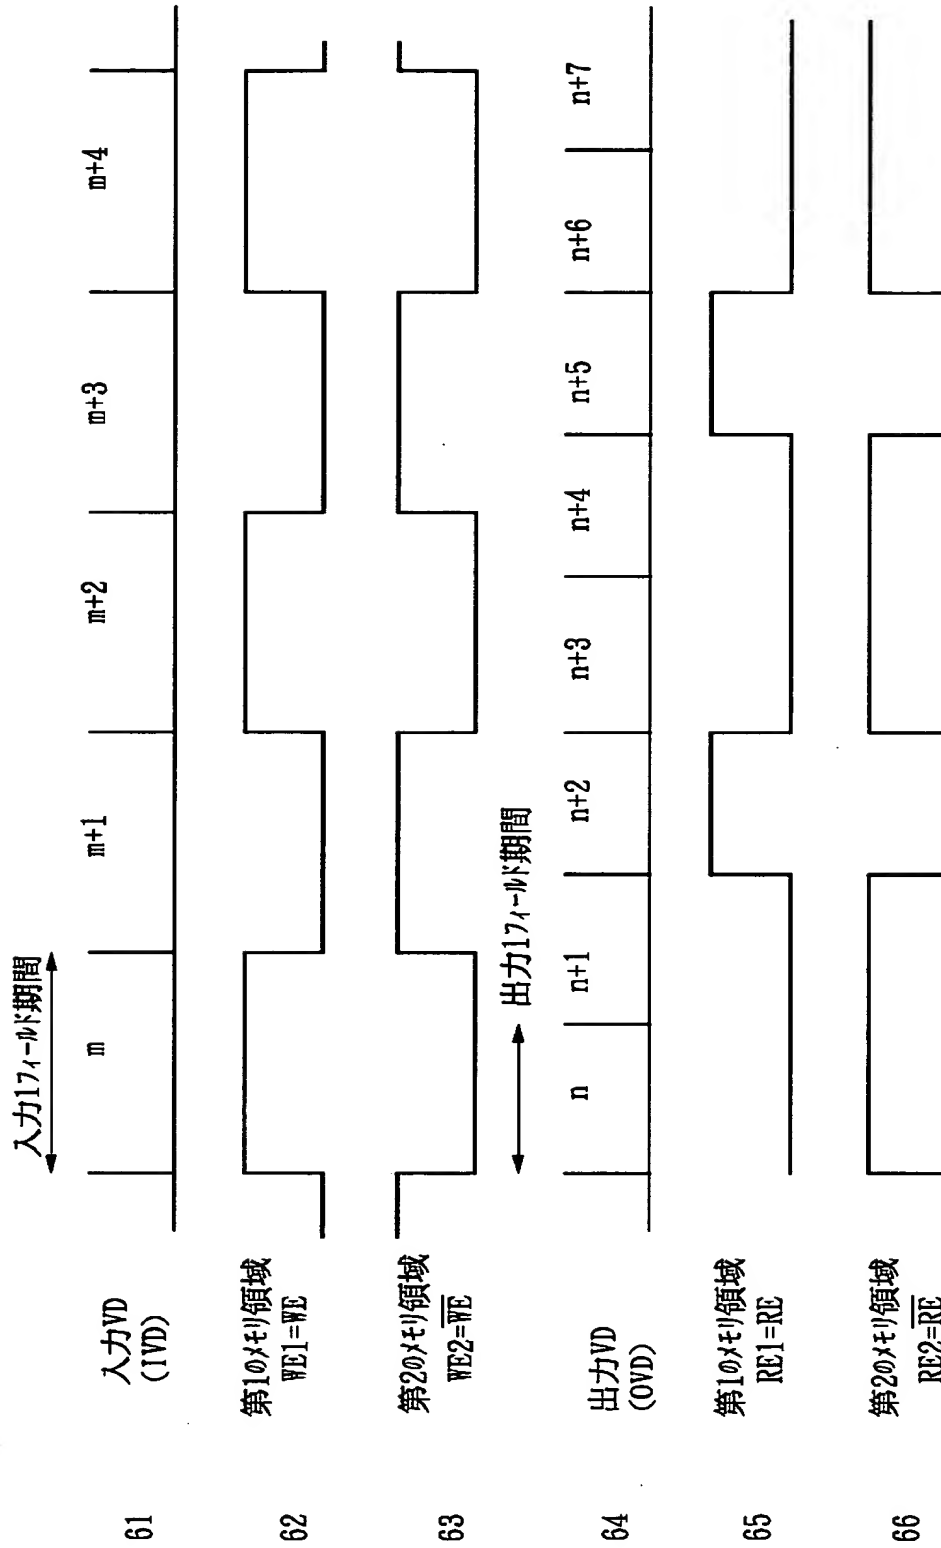 入力1フィールド期間
61
入力VD
(IVD)
m
m+1
m+2
m+3
m+4
62
第1のメモリ領域
WE1=WE
63
第2のメモリ領域
WE2=W̅E̅
出力1フィールド期間
64
出力VD
(OVD)
n
n+1
n+2
n+3
n+4
n+5
n+6
n+7
65
第1のメモリ領域
RE1=RE
66
第2のメモリ領域
RE2=R̅E̅